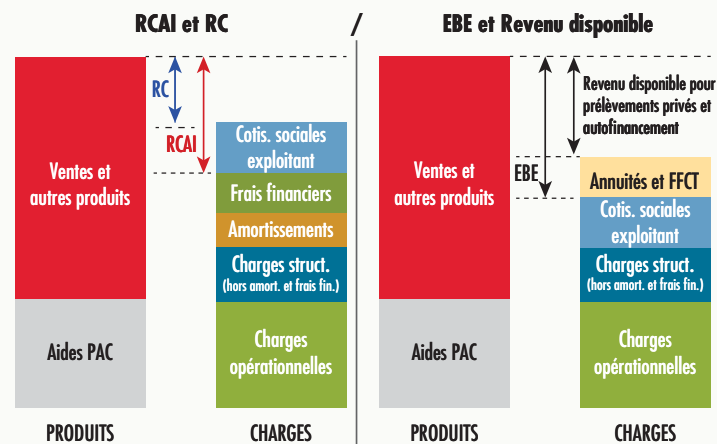 RCAI et RC
/
EBE et Revenu disponible
RC
RCAI
Ventes et
autres produits
Aides PAC
Cotis. sociales
exploitant
Frais financiers
Amortissements
Charges struct.
(hors amort. et frais fin.)
Charges
opérationnelles
PRODUITS
CHARGES
Revenu disponible pour
prélèvements privés et
autofinancement
EBE
Ventes et
autres produits
Aides PAC
Annuités et FFCT
Cotis. sociales
exploitant
Charges struct.
(hors amort. et frais fin.)
Charges
opérationnelles
PRODUITS
CHARGES